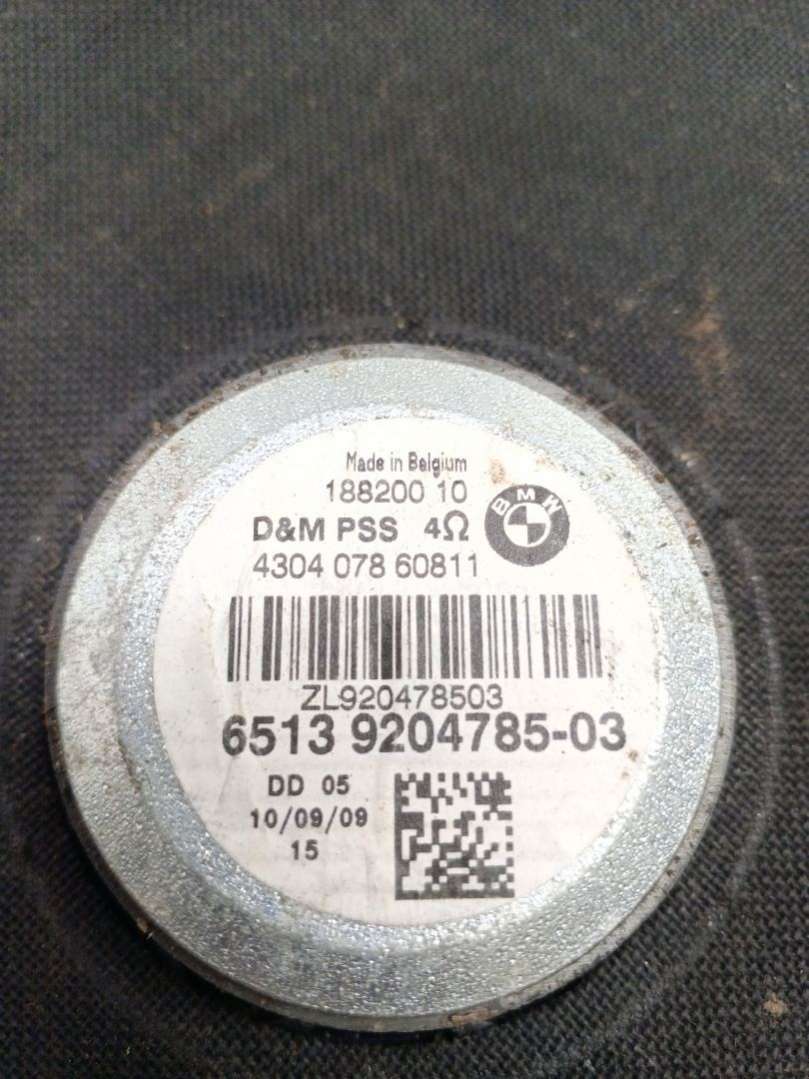 Made in Belgium
188200 10
D&M PSS 4Ω
BMW
4304 078 60811
ZL920478503
6513 9204785-03
DD 05
10/09/09
15